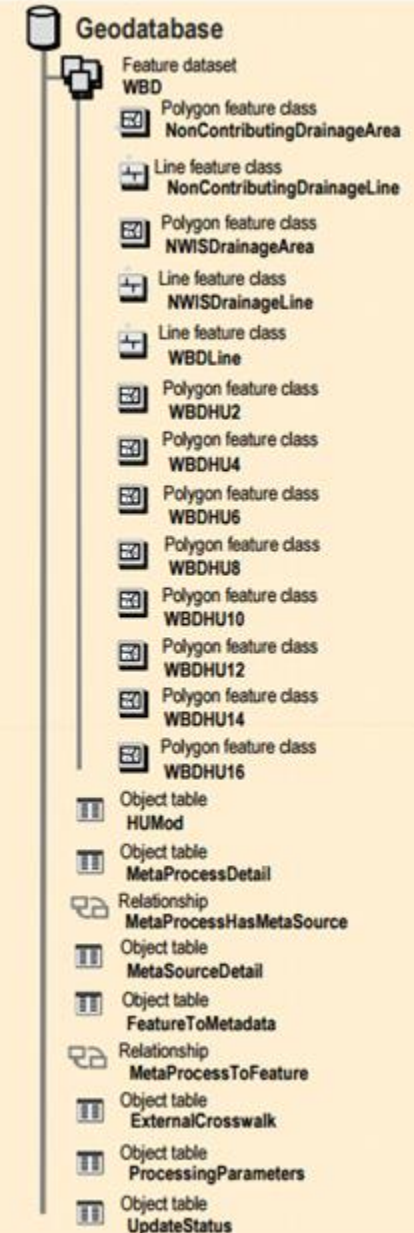 Geodatabase
Feature dataset
WBD
Polygon feature class
NonContributingDrainageArea
Line feature class
NonContributingDrainageLine
Polygon feature class
NWISDrainageArea
Line feature class
NWISDrainageLine
Line feature class
WBDLine
Polygon feature class
WBDHU2
Polygon feature class
WBDHU4
Polygon feature class
WBDHU6
Polygon feature class
WBDHU8
Polygon feature class
WBDHU10
Polygon feature class
WBDHU12
Polygon feature class
WBDHU14
Polygon feature class
WBDHU16
Object table
HUMod
Object table
MetaProcessDetail
Relationship
MetaProcessHasMetaSource
Object table
MetaSourceDetail
Object table
FeatureToMetadata
Relationship
MetaProcessToFeature
Object table
ExternalCrosswalk
Object table
ProcessingParameters
Object table
UpdateStatus